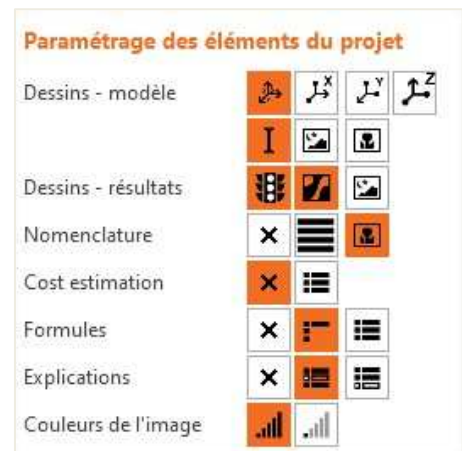 Paramétrage des éléments du projet
Dessins - modèle
X
Y
Z
Dessins - résultats
Nomenclature
Cost estimation
Formules
Explications
Couleurs de l'image